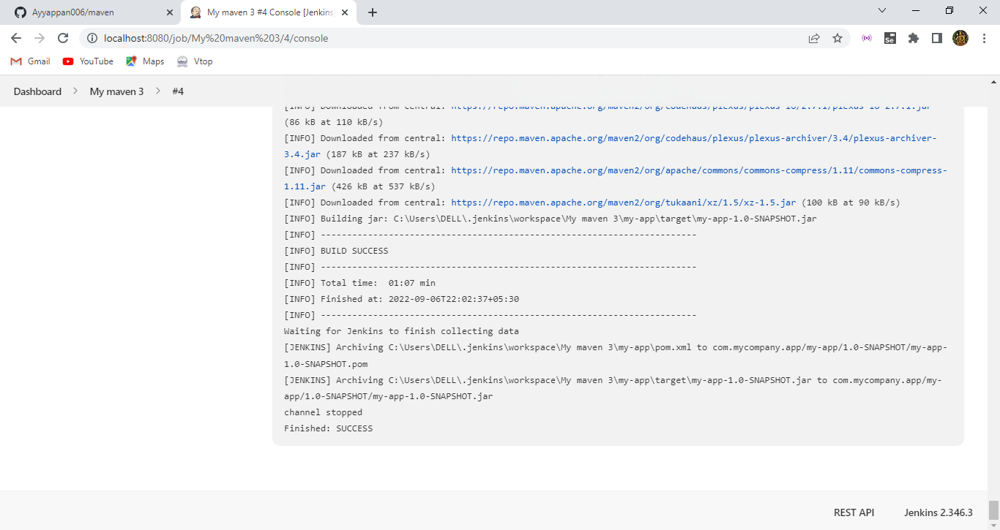 Ayyappan006/maven
My maven 3 #4 Console [Jenkins]
localhost:8080/job/My%20maven%203/4/console
Se
Gmail
YouTube
Maps
Vtop
Dashboard > My maven 3 > #4
[INFO] Downloaded from central: https://repo.maven.apache.org/maven2/org/codehaus/plexus/plexus-io/2.7.1/plexus-io-2.7.1.jar
(86 kB at 110 kB/s)
[INFO] Downloaded from central: https://repo.maven.apache.org/maven2/org/codehaus/plexus/plexus-archiver/3.4/plexus-archiver-
3.4.jar (187 kB at 237 kB/s)
[INFO] Downloaded from central: https://repo.maven.apache.org/maven2/org/apache/commons/commons-compress/1.11/commons-compress-
1.11.jar (426 kB at 537 kB/s)
[INFO] Downloaded from central: https://repo.maven.apache.org/maven2/org/tukaani/xz/1.5/xz-1.5.jar (100 kB at 90 kB/s)
[INFO] Building jar: C:\Users\DELL\.jenkins\workspace\My maven 3\my-app\target\my-app-1.0-SNAPSHOT.jar
[INFO] ------------------------------------------------------------------------
[INFO] BUILD SUCCESS
[INFO] ------------------------------------------------------------------------
[INFO] Total time:  01:07 min
[INFO] Finished at: 2022-09-06T22:02:37+05:30
[INFO] ------------------------------------------------------------------------
Waiting for Jenkins to finish collecting data
[JENKINS] Archiving C:\Users\DELL\.jenkins\workspace\My maven 3\my-app\pom.xml to com.mycompany.app/my-app/1.0-SNAPSHOT/my-app-
1.0-SNAPSHOT.pom
[JENKINS] Archiving C:\Users\DELL\.jenkins\workspace\My maven 3\my-app\target\my-app-1.0-SNAPSHOT.jar to com.mycompany.app/my-
app/1.0-SNAPSHOT/my-app-1.0-SNAPSHOT.jar
channel stopped
Finished: SUCCESS
REST API
Jenkins 2.346.3